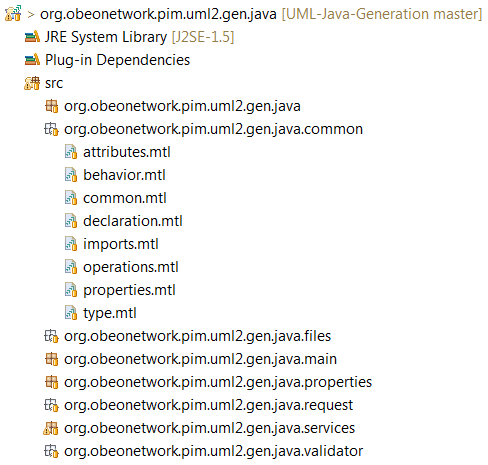 > org.obeonetwork.pim.uml2.gen.java [UML-Java-Generation master]
JRE System Library [J2SE-1.5]
Plug-in Dependencies
src
org.obeonetwork.pim.uml2.gen.java
org.obeonetwork.pim.uml2.gen.java.common
attributes.mtl
behavior.mtl
common.mtl
declaration.mtl
imports.mtl
operations.mtl
properties.mtl
type.mtl
org.obeonetwork.pim.uml2.gen.java.files
org.obeonetwork.pim.uml2.gen.java.main
org.obeonetwork.pim.uml2.gen.java.properties
org.obeonetwork.pim.uml2.gen.java.request
org.obeonetwork.pim.uml2.gen.java.services
org.obeonetwork.pim.uml2.gen.java.validator